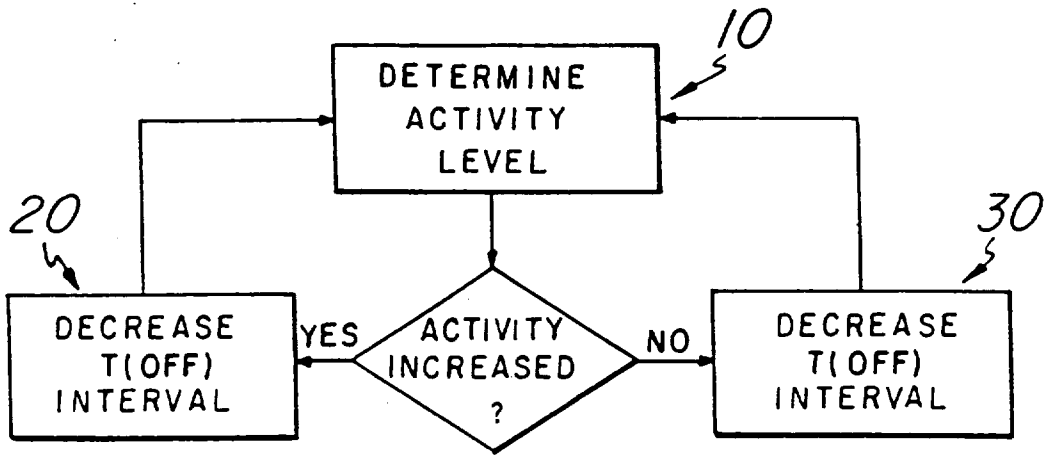 10
DETERMINE
ACTIVITY
LEVEL
20
30
DECREASE
T(OFF)
INTERVAL
YES
ACTIVITY
INCREASED
?
NO
DECREASE
T(OFF)
INTERVAL